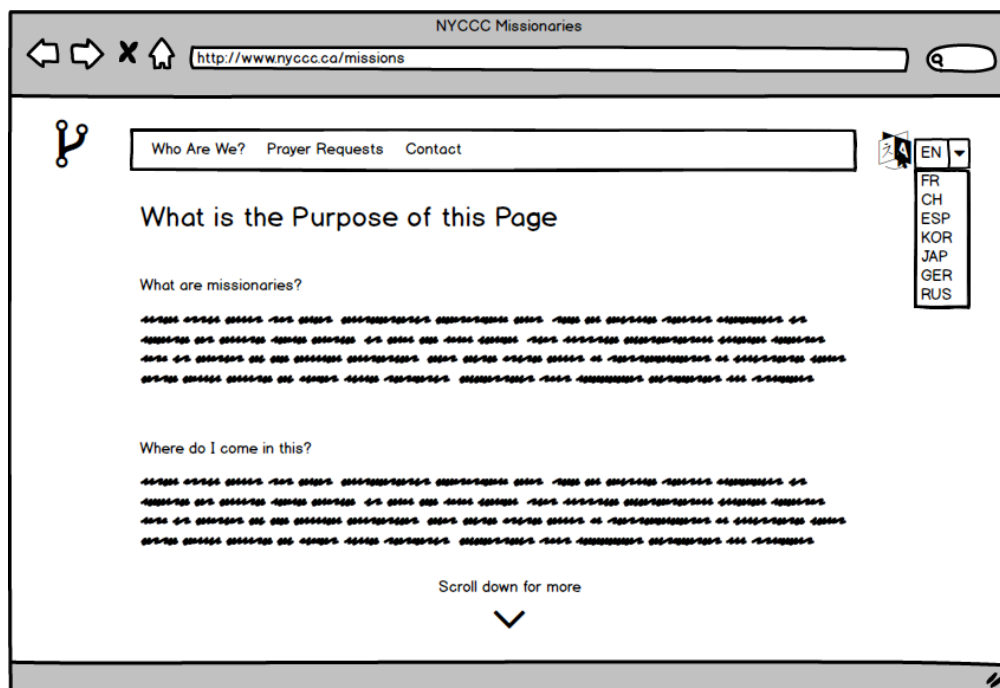 NYCCC Missionaries
http://www.nyccc.ca/missions
Who Are We? Prayer Requests Contact
EN
FR
CH
ESP
KOR
JAP
GER
RUS
What is the Purpose of this Page
What are missionaries?
Where do I come in this?
Scroll down for more